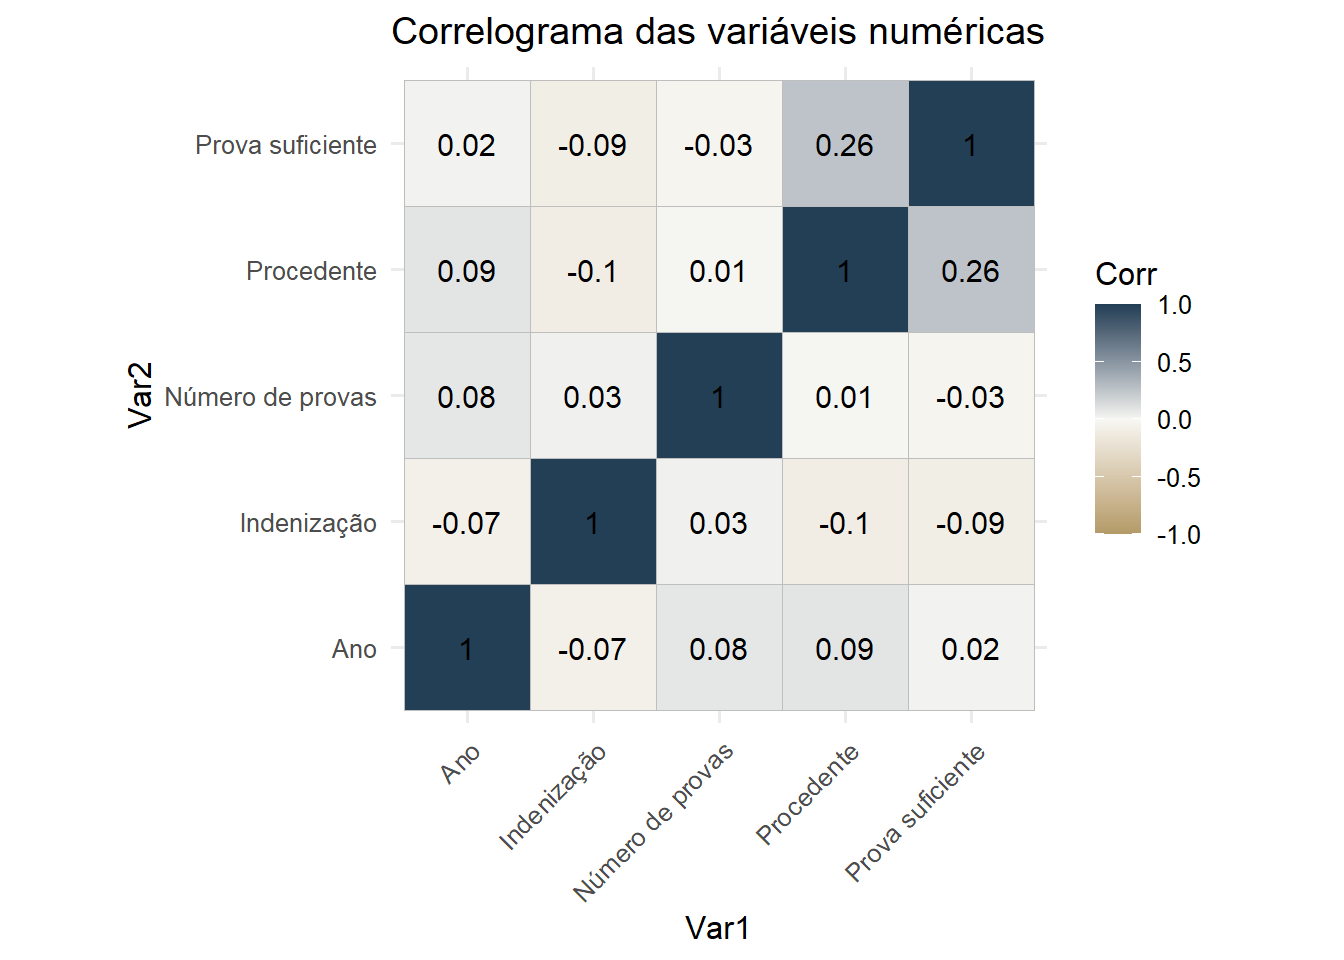 Correlograma das variáveis numéricas
Prova suficiente 0.02 -0.09 -0.03 0.26 1
Procedente 0.09 -0.1 0.01 1 0.26
Número de provas 0.08 0.03 1 0.01 -0.03
Indenização -0.07 1 0.03 -0.1 -0.09
Ano 1 -0.07 0.08 0.09 0.02
Var2
Ano Indenização Número de provas Procedente Prova suficiente
Var1
Corr
1.0
0.5
0.0
-0.5
-1.0